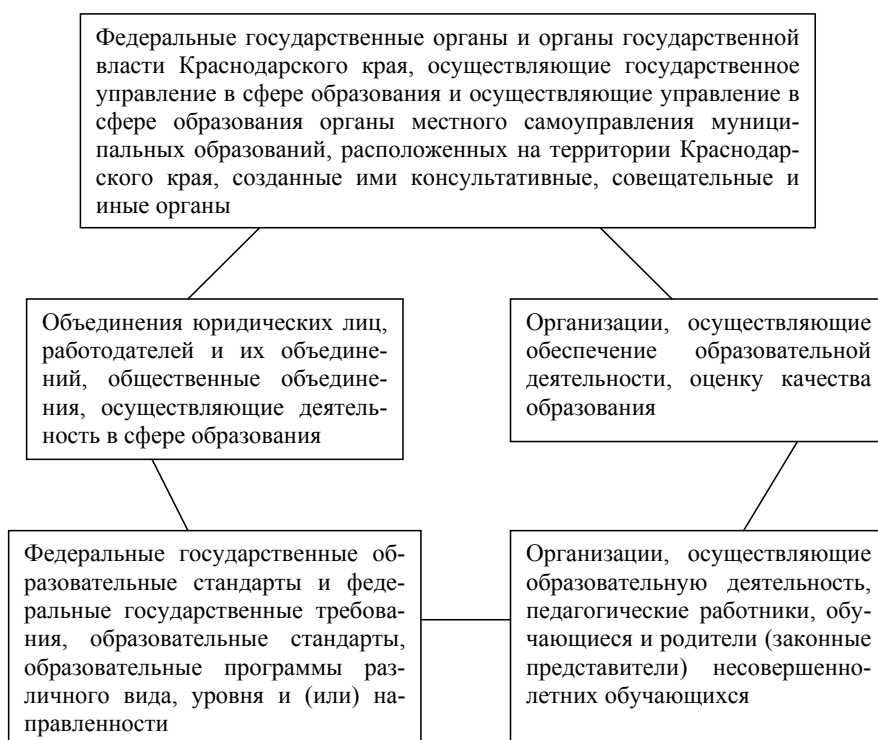 Федеральные государственные органы и органы государственной
власти Краснодарского края, осуществляющие государственное
управление в сфере образования и осуществляющие управление в
сфере образования органы местного самоуправления муници-
пальных образований, расположенных на территории Краснодар-
ского края, созданные ими консультативные, совещательные и
иные органы
Объединения юридических лиц,
работодателей и их объедине-
ний, общественные объедине-
ния, осуществляющие деятель-
ность в сфере образования
Организации, осуществляющие
обеспечение образовательной
деятельности, оценку качества
образования
Федеральные государственные об-
разовательные стандарты и феде-
ральные государственные требова-
ния, образовательные стандарты,
образовательные программы раз-
личного вида, уровня и (или) на-
правленности
Организации, осуществляющие
образовательную деятельность,
педагогические работники, обу-
чающиеся и родители (законные
представители) несовершенно-
летних обучающихся